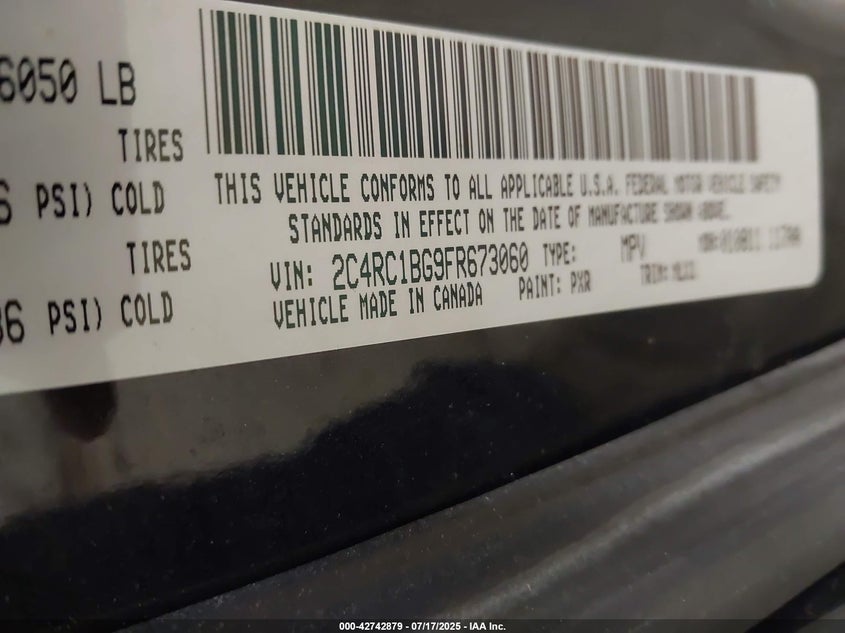 6050 LB
TIRES
6 PSI) COLD
TIRES
36 PSI) COLD
THIS VEHICLE CONFORMS TO ALL APPLICABLE U.S.A. FEDERAL MOTOR VEHICLE SAFETY
STANDARDS IN EFFECT ON THE DATE OF MANUFACTURE SHOWN ABOVE.
VIN: 2C4RC1BG9FR673060 TYPE: MPV
VEHICLE MADE IN CANADA PAINT: PXR TRIM:
000-42742879 / 07/17/2025 - IAA Inc.